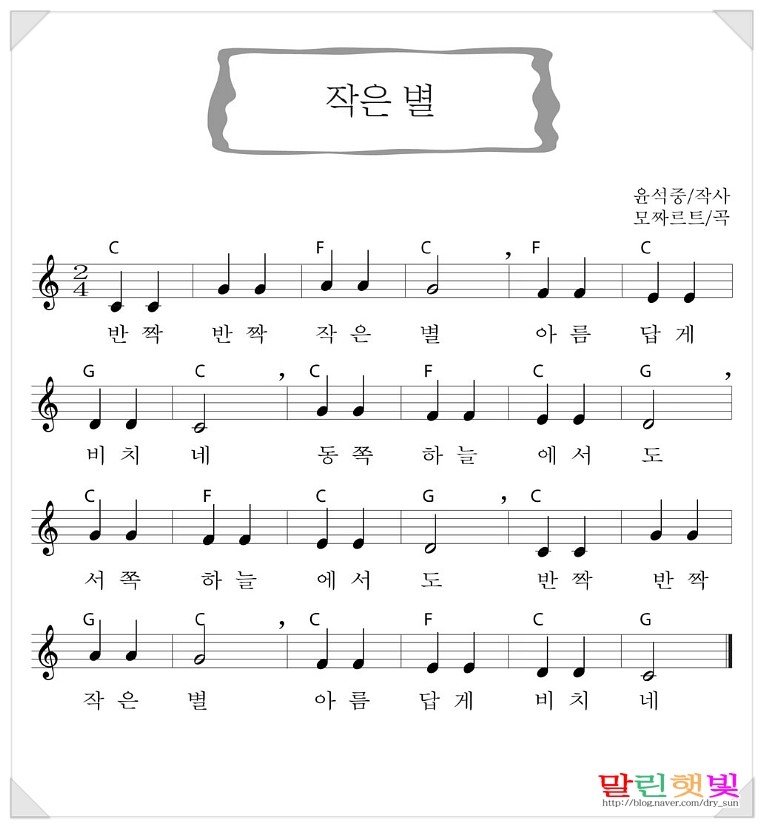 작은 별
윤석중/작사
모짜르트/곡
C F C , F C
2
4
반 짝 반 짝 작 은 별 아 름 답 게
G C , C F C G ,
비 치 네 동 쪽 하 늘 에 서 도
C F C G , C
서 쪽 하 늘 에 서 도 반 짝 반 짝
G C , C F C G
작 은 별 아 름 답 게 비 치 네
말린햇빛
http://blog.naver.com/dry_sun